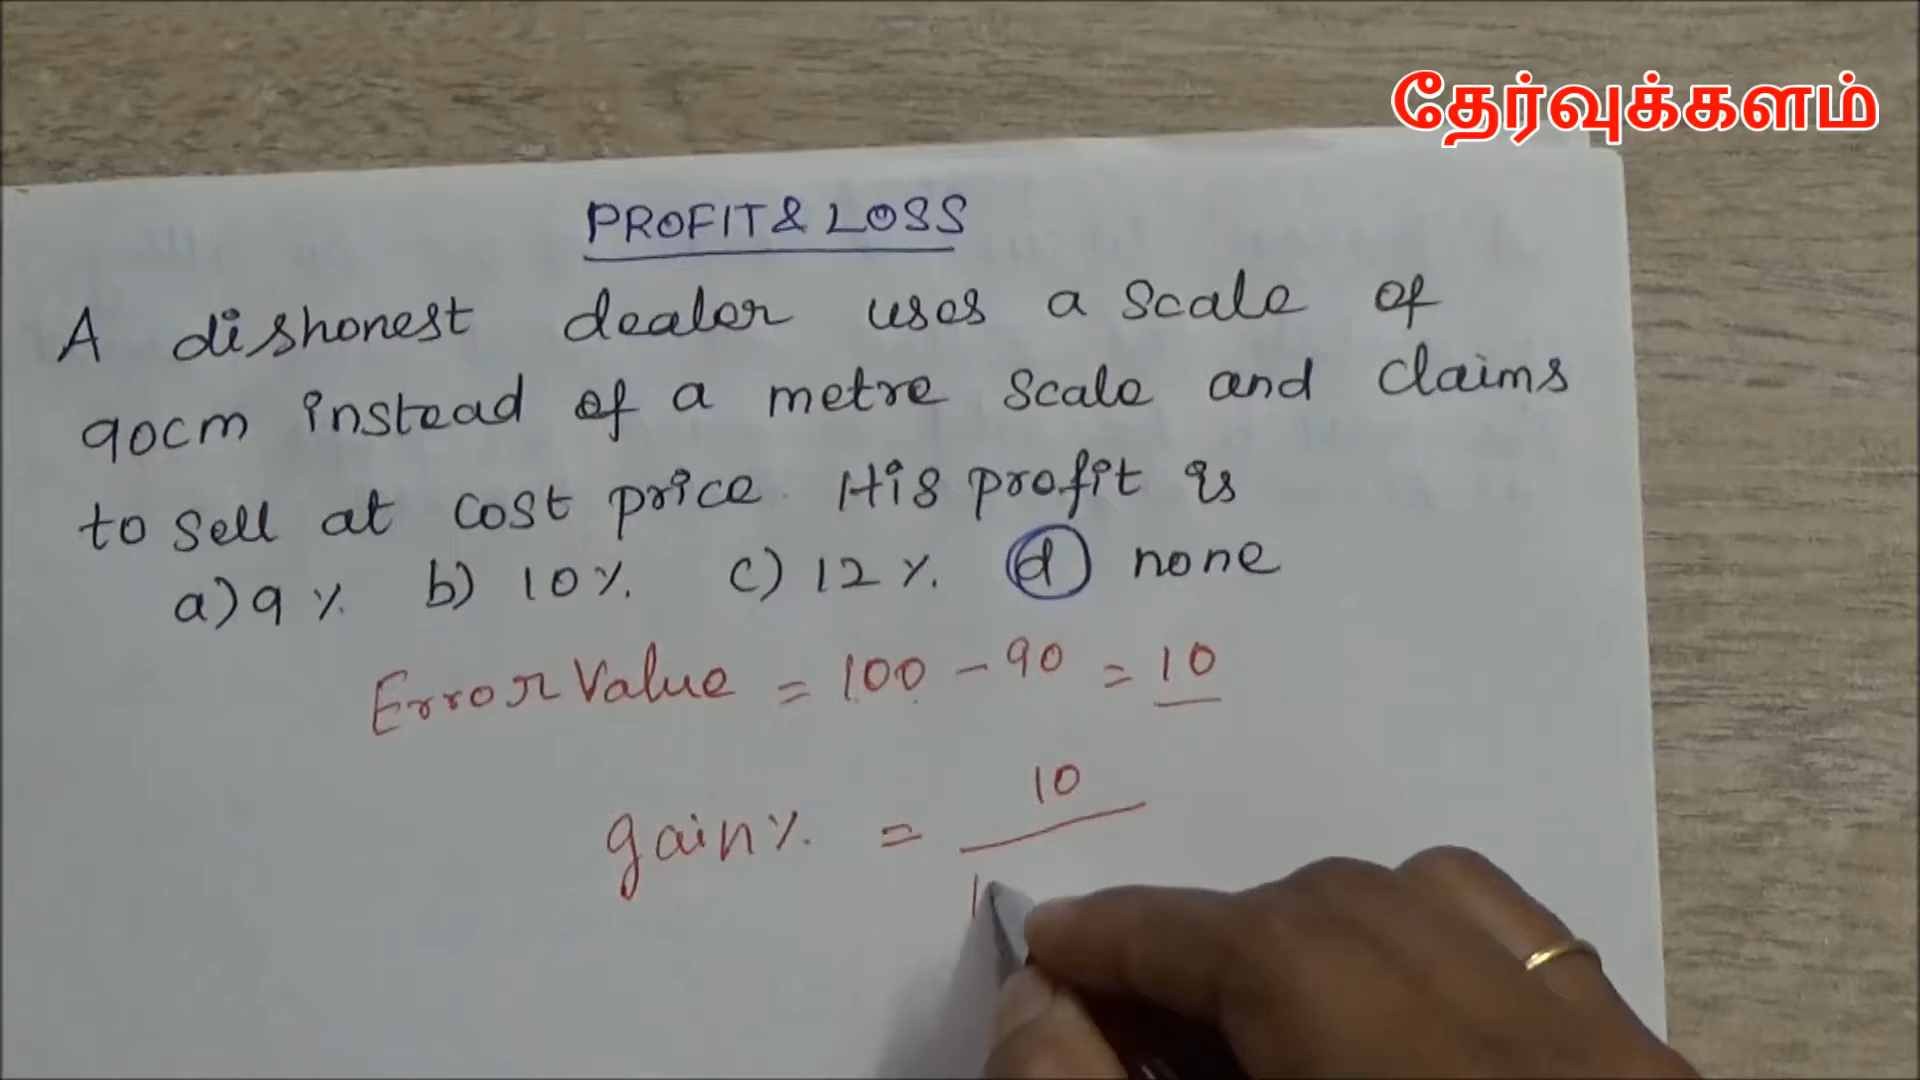 தேர்வுக்களம்
PROFIT & LOSS
A dishonest dealer uses a scale of
90cm instead of a metre scale and claims
to sell at cost price. His profit is
a) 9 % b) 10 %. c) 12 %. d) none
Error Value = 100 - 90 = 10
gain % = 10
1